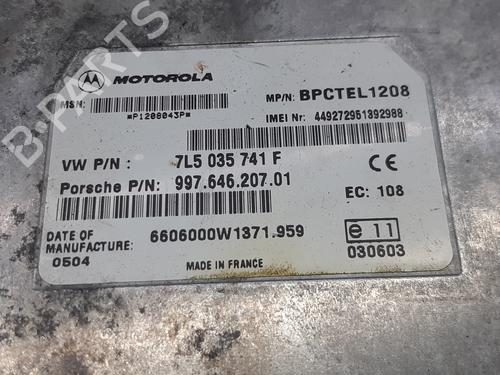 MOTOROLA
MSN: *P1208043P*
MP/N: BPCTEL1208
IMEI Nr: 449272951392988
VW P/N : 7L5 035 741 F
CE
Porsche P/N: 997.646.207.01
EC: 108
DATE OF
MANUFACTURE: 6606000W1371.959
0504
e 11
030603
MADE IN FRANCE
B-PARTS